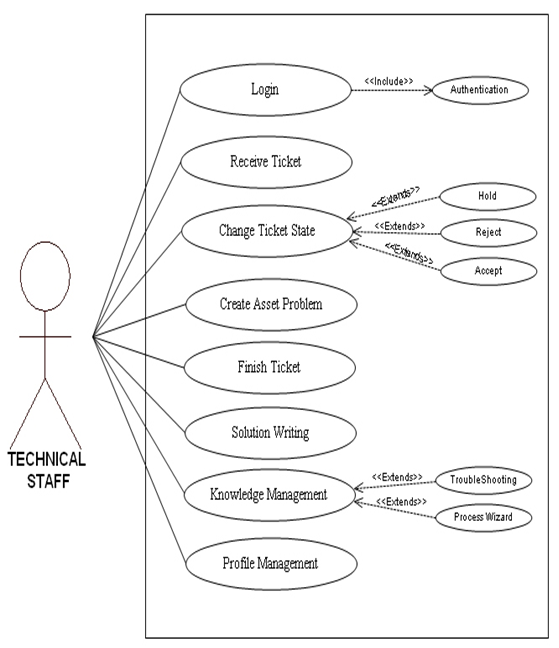 Login
<<Include>>
Authentication
Receive Ticket
<<Extends>>
Hold
Change Ticket State
<<Extends>>
Reject
<<Extends>>
Accept
Create Asset Problem
Finish Ticket
Solution Writing
TECHNICAL
STAFF
Knowledge Management
<<Extends>>
TroubleShooting
<<Extends>>
Process Wizard
Profile Management